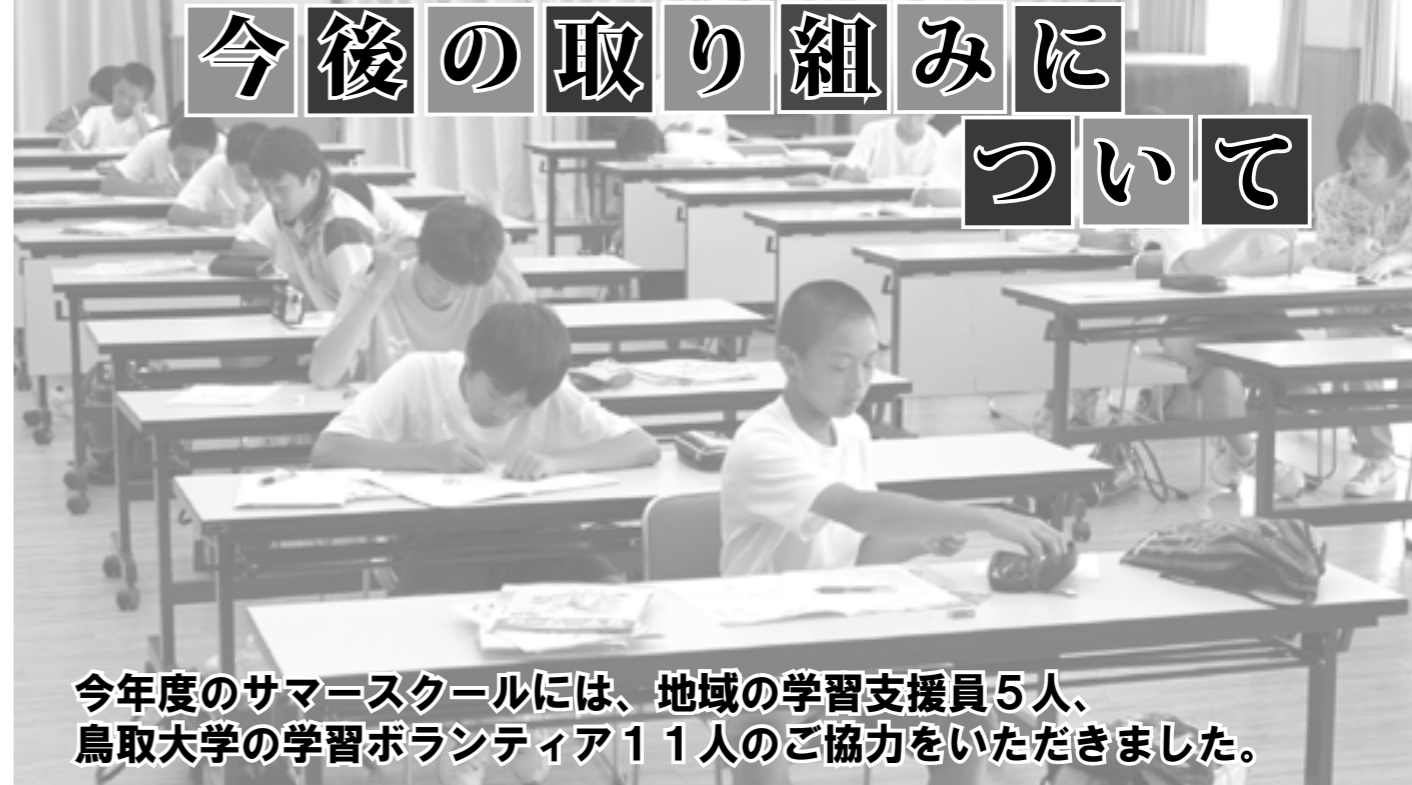 今後の取り組みに
ついて
今年度のサマースクールには、地域の学習支援員５人、
鳥取大学の学習ボランティア１１人のご協力をいただきました。